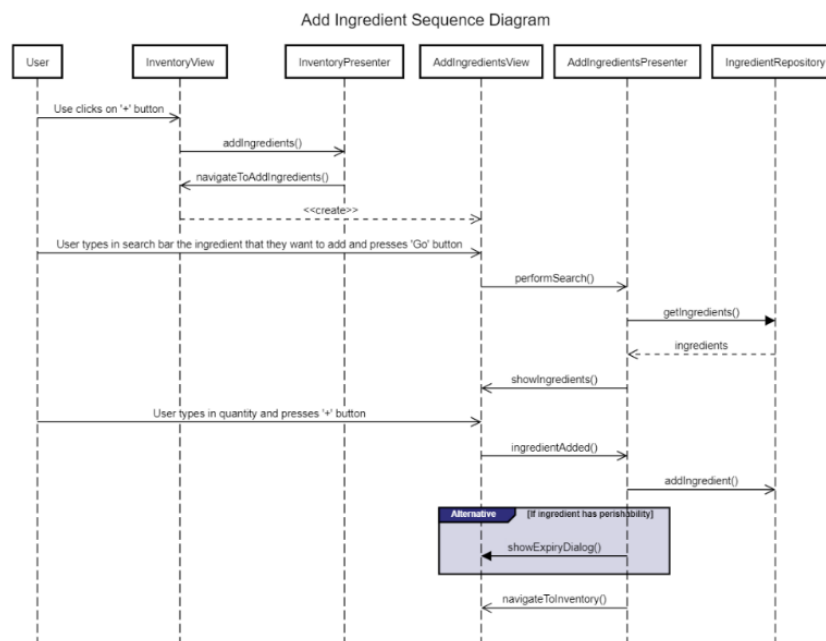 Add Ingredient Sequence Diagram
User
InventoryView
InventoryPresenter
AddIngredientsView
AddIngredientsPresenter
IngredientRepository
Use clicks on '+' button
addIngredients()
navigateToAddIngredients()
<<create>>
User types in search bar the ingredient that they want to add and presses 'Go' button
performSearch()
getIngredients()
ingredients
showIngredients()
User types in quantity and presses '+' button
ingredientAdded()
addIngredient()
Alternative
[If ingredient has perishability]
showExpiryDialog()
navigateToInventory()